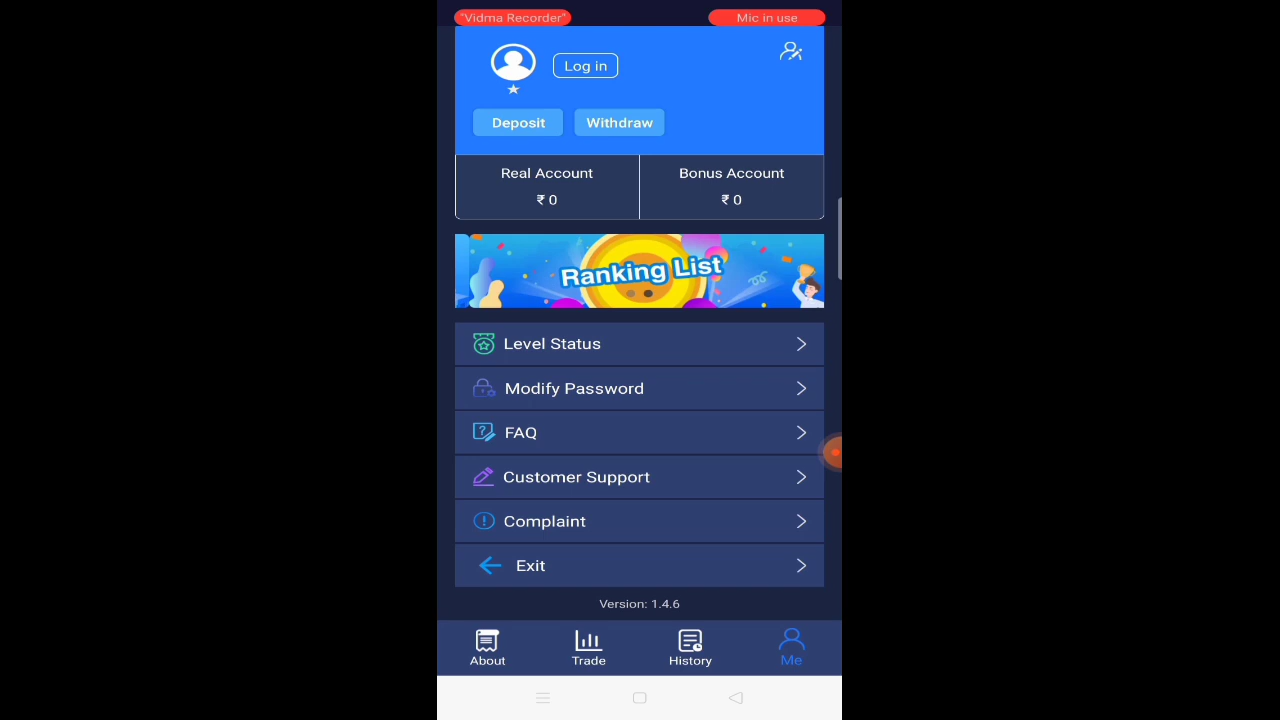 "Vidma Recorder" Mic in use
Log in
Deposit Withdraw
Real Account Bonus Account
₹ 0 ₹ 0
Ranking List
Level Status
Modify Password
FAQ
Customer Support
Complaint
Exit
Version: 1.4.6
About Trade History Me